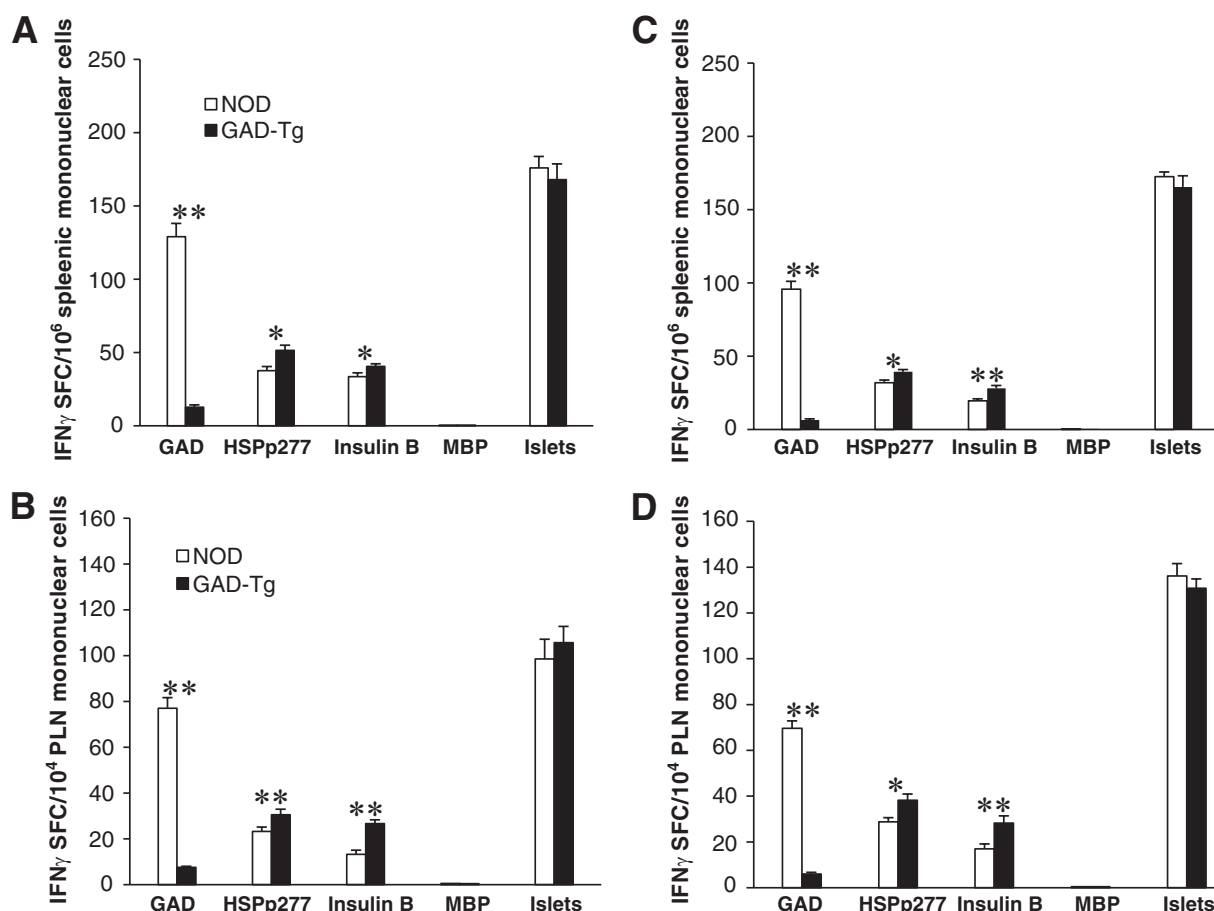 A
IFNγ SFC/10⁶ spleenic mononuclear cells
250
200
150
100
50
0
NOD
GAD-Tg
**
*
*
GAD HSPp277 Insulin B MBP Islets
C
IFNγ SFC/10⁶ spleenic mononuclear cells
250
200
150
100
50
0
**
*
**
GAD HSPp277 Insulin B MBP Islets
B
IFNγ SFC/10⁴ PLN mononuclear cells
160
140
120
100
80
60
40
20
0
NOD
GAD-Tg
**
**
**
GAD HSPp277 Insulin B MBP Islets
D
IFNγ SFC/10⁴ PLN mononuclear cells
160
140
120
100
80
60
40
20
0
**
*
**
GAD HSPp277 Insulin B MBP Islets